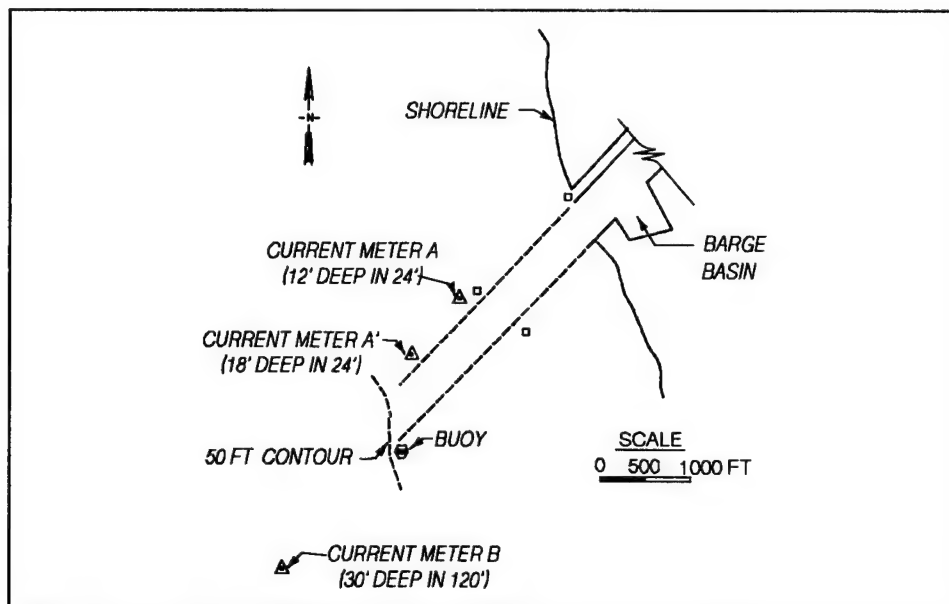 N
SHORELINE
CURRENT METER A
(12' DEEP IN 24')
BARGE
BASIN
CURRENT METER A'
(18' DEEP IN 24')
50 FT CONTOUR
BUOY
SCALE
0 500 1000 FT
CURRENT METER B
(30' DEEP IN 120')